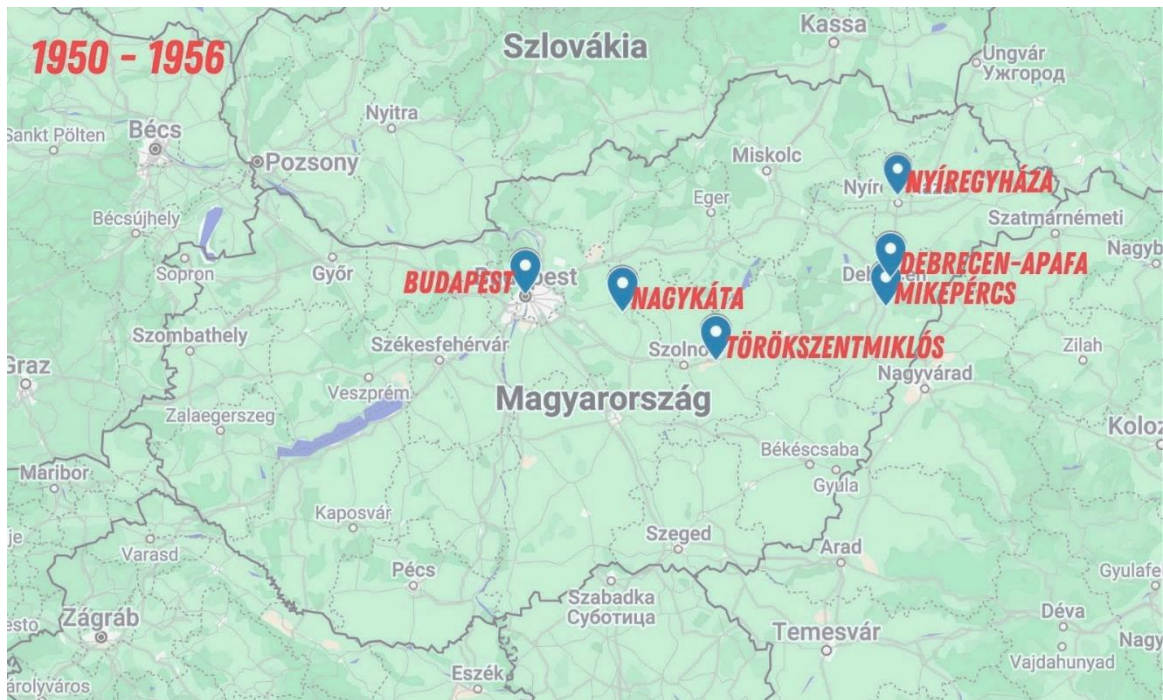 1950 - 1956
Szlovákia
Kassa
Ungvár
Ужгород
Nyitra
Sankt Pölten
Bécs
Pozsony
Miskolc
NYÍREGYHÁZA
Eger
Bécsújhely
Szatmárnémeti
Sopron
Győr
BUDAPEST
DEBRECEN-APAFA
MIKEPÉRCS
NAGYKÁTA
Szombathely
Székesfehérvár
TÖRÖKSZENTMIKLÓS
Zilah
Graz
Veszprém
Nagyvárad
Magyarország
Zalaegerszeg
Békéscsaba
Gyula
Maribor
Kaposvár
Szeged
Arad
Varasd
Pécs
Szabadka
Суботица
Zágráb
Temesvár
Déva
Vajdahunyad
Eszék